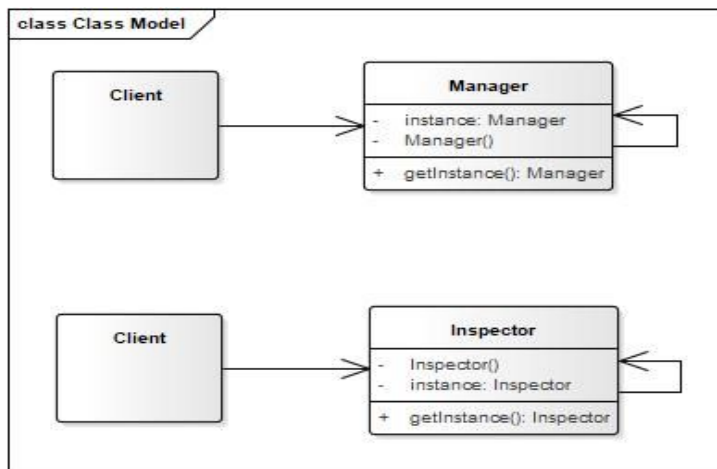 class Class Model
Client
Manager
- instance: Manager
- Manager()
+ getInstance(): Manager
Client
Inspector
- Inspector()
- instance: Inspector
+ getInstance(): Inspector